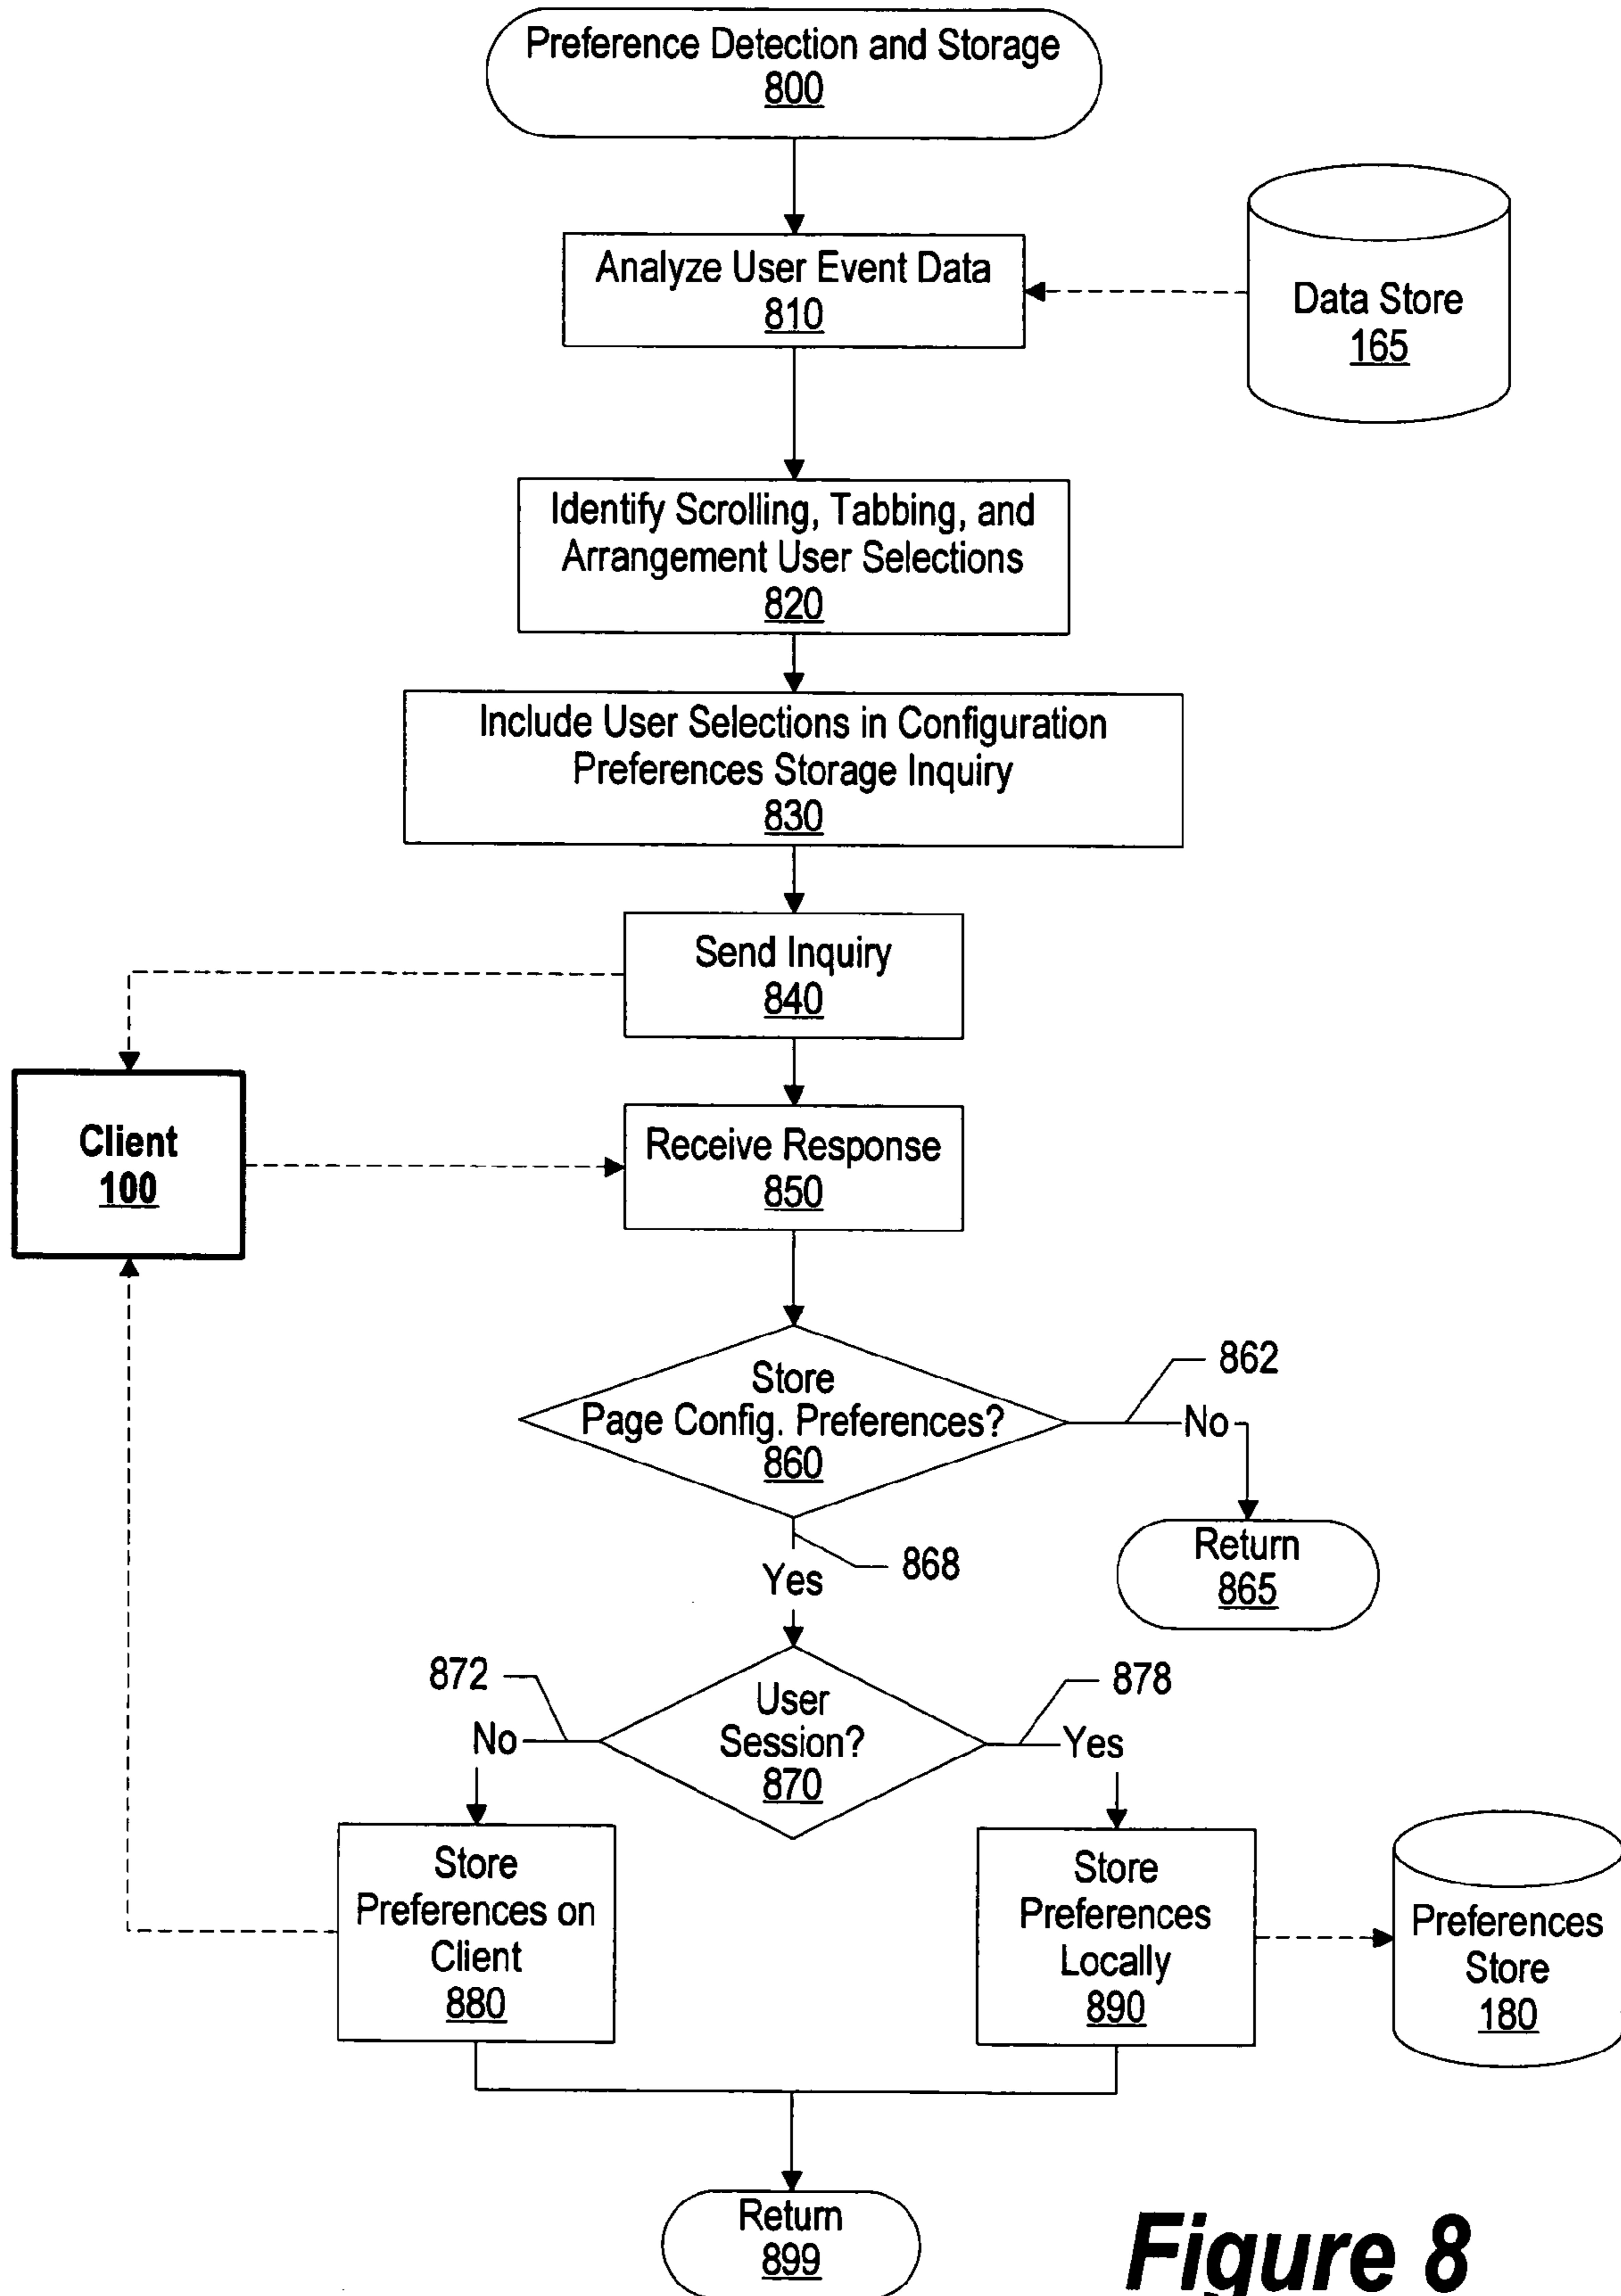 Preference Detection and Storage
800
Analyze User Event Data
810
Data Store
165
Identify Scrolling, Tabbing, and
Arrangement User Selections
820
Include User Selections in Configuration
Preferences Storage Inquiry
830
Send Inquiry
840
Client
100
Receive Response
850
Store
Page Config. Preferences?
860
862
No
Return
865
868
Yes
User
Session?
870
872
No
878
Yes
Store
Preferences on
Client
880
Store
Preferences
Locally
890
Preferences
Store
180
Return
899
Figure 8